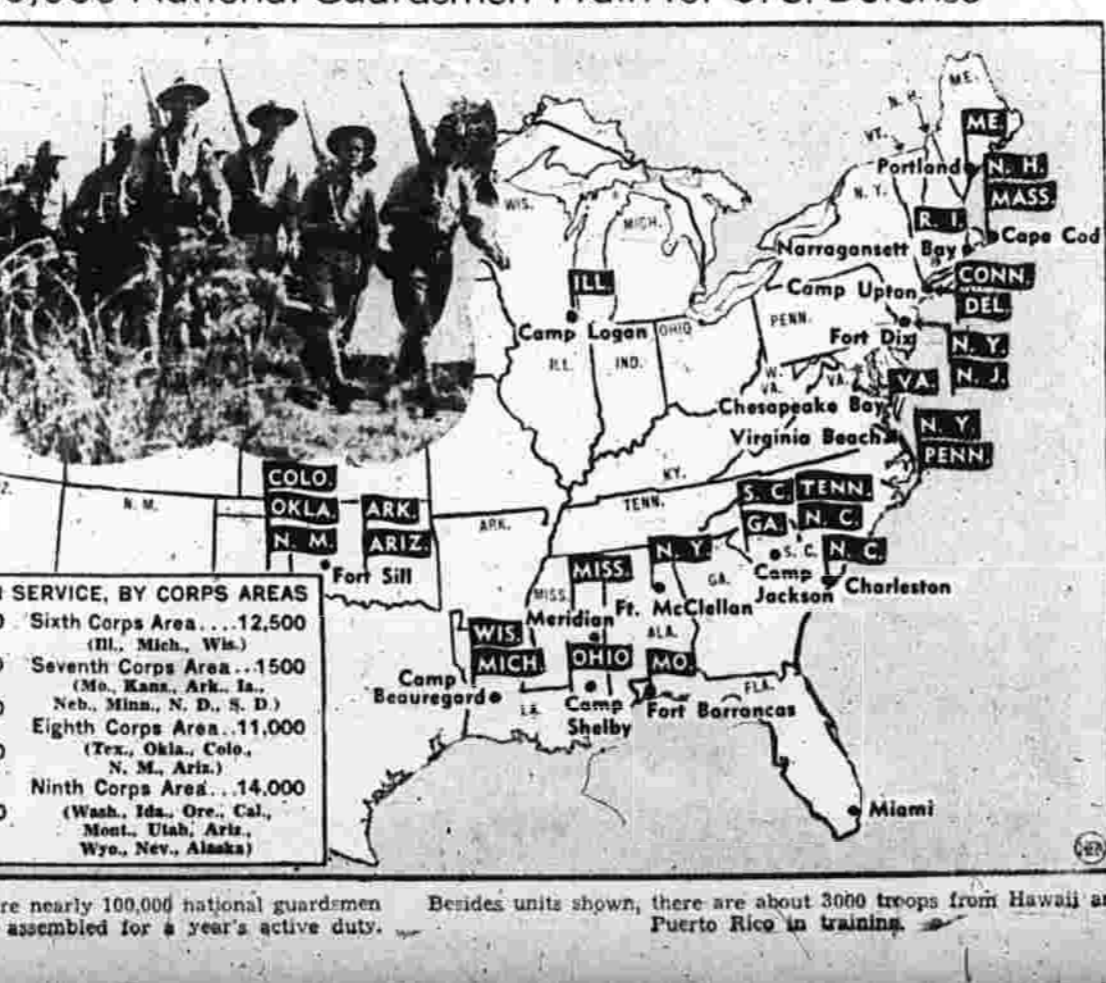 National Guardsmen Train for U. S. Defense
ME.
N. H.
ME.
VT.
Portland
N. H.
MASS.
N. Y.
WIS.
MICH.
R. I.
Cape Cod
Narragansett Bay
ILL.
CONN.
Camp Upton
DEL.
PENN.
Camp Logan
OHIO
Fort Dix
N. Y.
ILL.
IND.
W. VA.
VA.
VA.
N. J.
Chesapeake Bay
N. Y.
Virginia Beach
PENN.
COLO.
KY.
N. M.
OKLA.
ARK.
TENN.
S. C.
TENN.
ARK.
GA.
N. C.
N. M.
ARIZ.
N. Y.
S. C.
N. C.
MISS.
Fort Sill
GA.
Camp Jackson
Charleston
MISS.
Ft. McClellan
Meridian
ALA.
WIS.
MICH.
OHIO
MO.
Camp Beauregard
FLA.
LA.
Camp Shelby
Fort Barrancas
Miami
SERVICE, BY CORPS AREAS
Sixth Corps Area....12,500
(Ill., Mich., Wis.)
Seventh Corps Area..1500
(Mo., Kans., Ark., Ia.,
Neb., Minn., N. D., S. D.)
Eighth Corps Area..11,000
(Tex., Okla., Colo.,
N. M., Ariz.)
Ninth Corps Area...14,000
(Wash., Ida., Ore., Cal.,
Mont., Utah, Ariz.,
Wyo., Nev., Alaska)
re nearly 100,000 national guardsmen
assembled for a year's active duty.
Besides units shown, there are about 3000 troops from Hawaii
Puerto Rico in training.